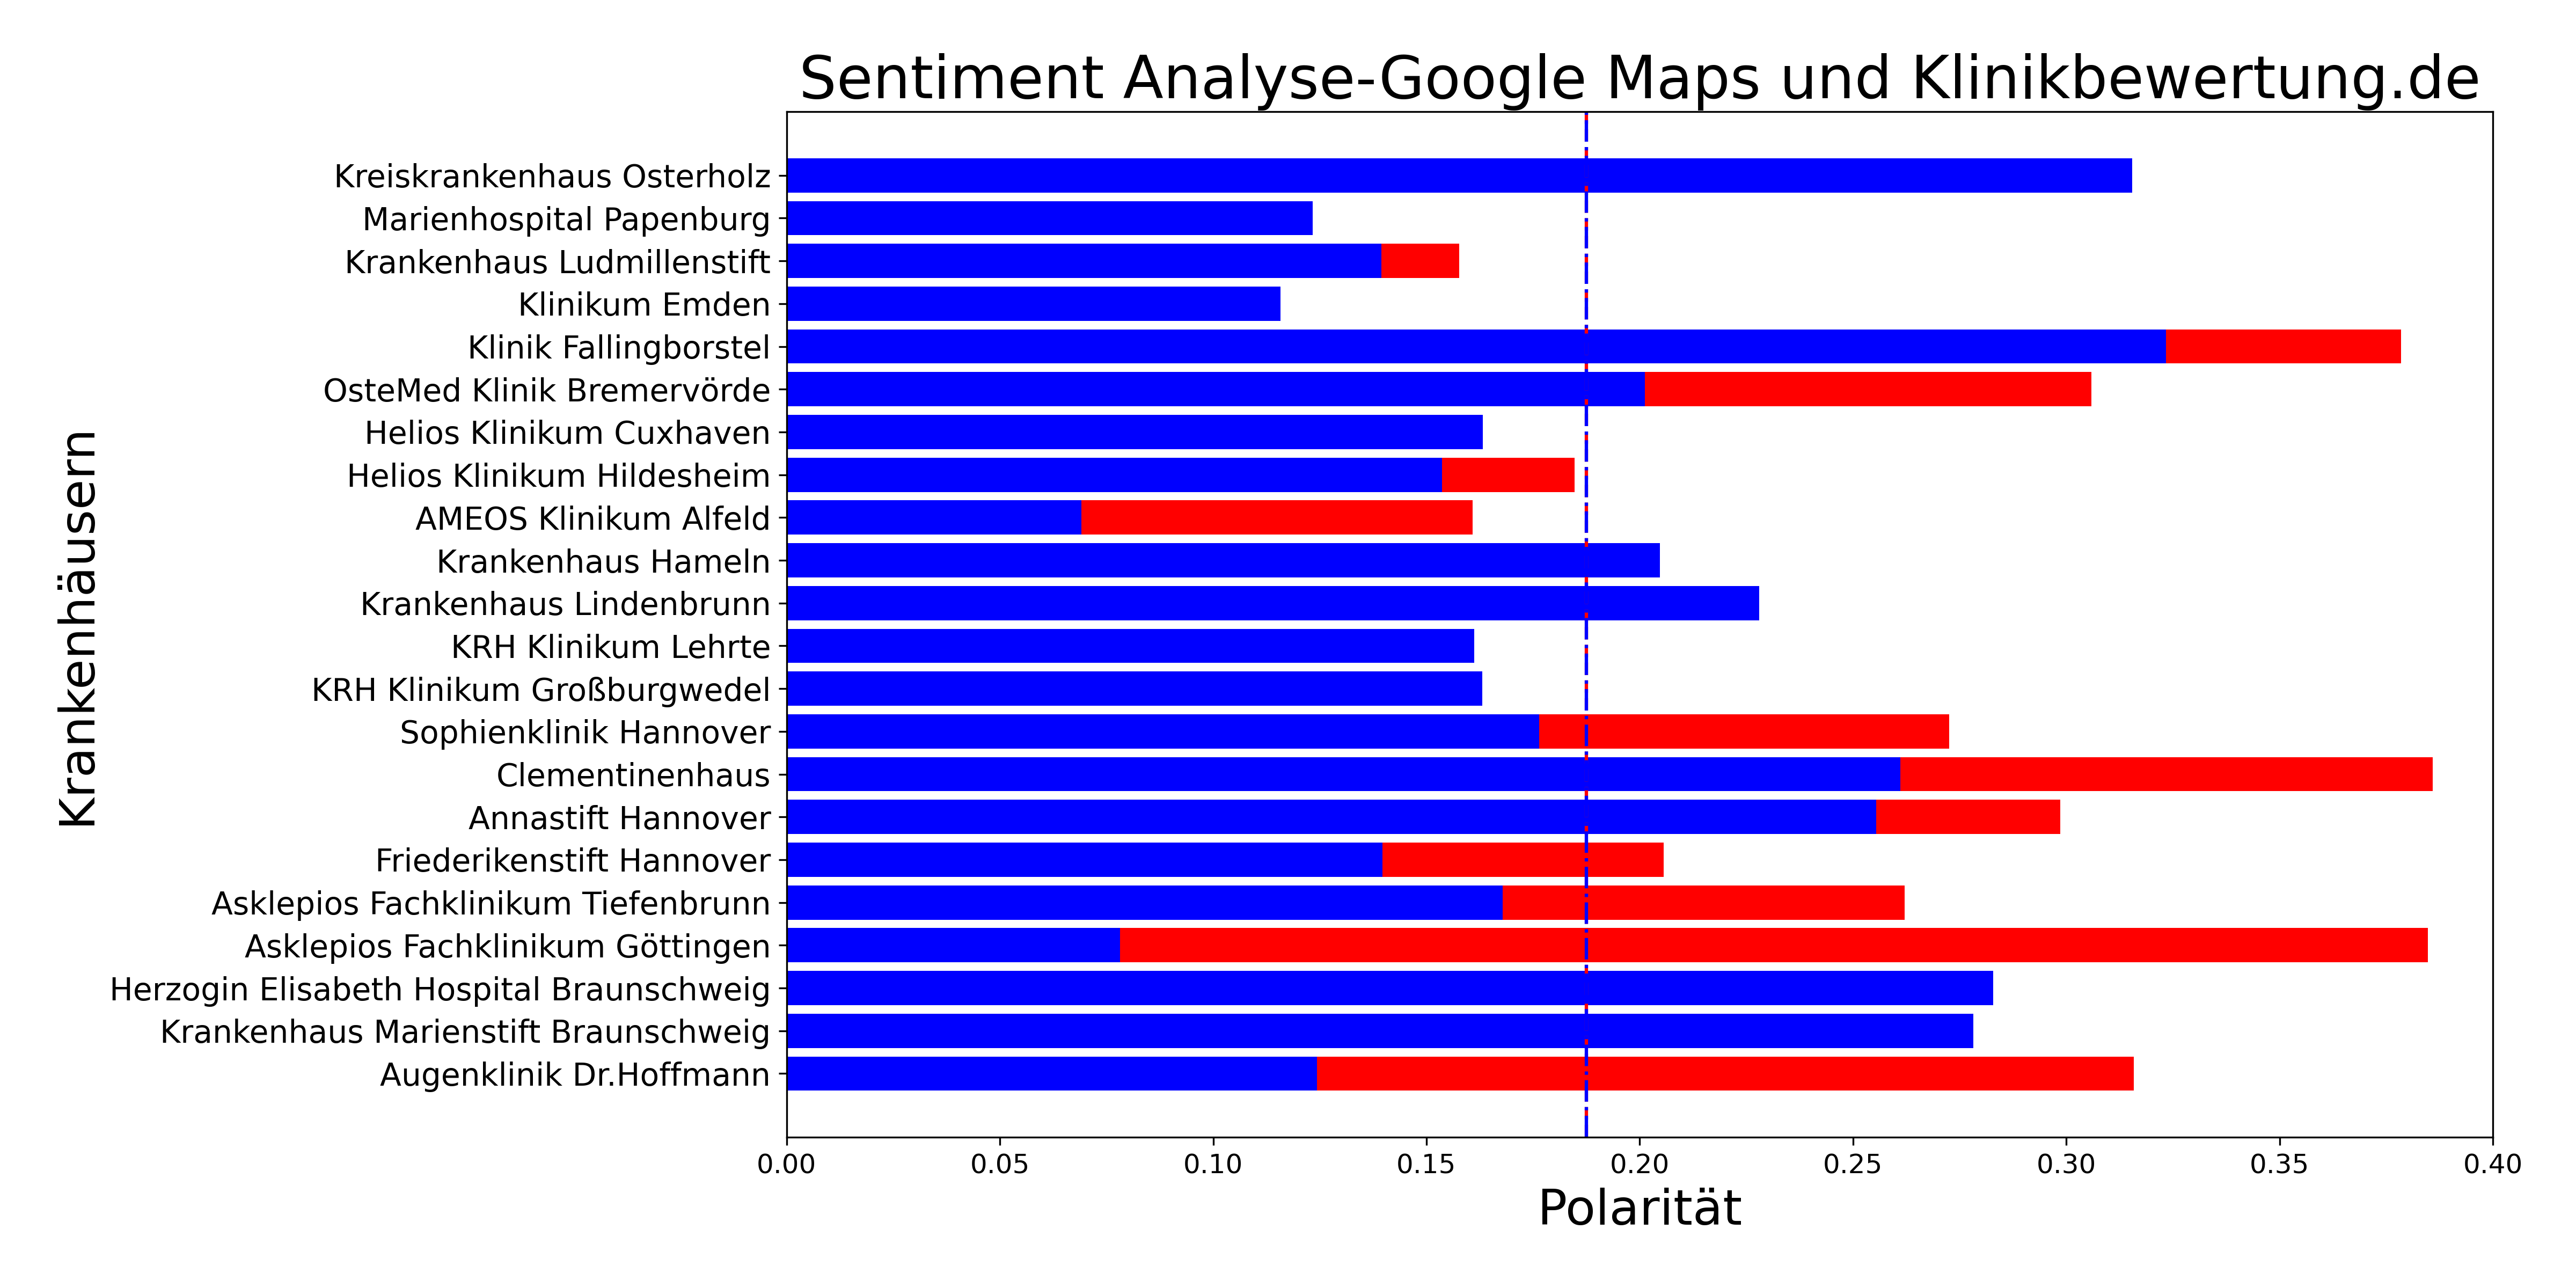 Sentiment Analyse-Google Maps und Klinikbewertung.de
Krankenhäusern
Kreiskrankenhaus Osterholz
Marienhospital Papenburg
Krankenhaus Ludmillenstift
Klinikum Emden
Klinik Fallingborstel
OsteMed Klinik Bremervörde
Helios Klinikum Cuxhaven
Helios Klinikum Hildesheim
AMEOS Klinikum Alfeld
Krankenhaus Hameln
Krankenhaus Lindenbrunn
KRH Klinikum Lehrte
KRH Klinikum Großburgwedel
Sophienklinik Hannover
Clementinenhaus
Annastift Hannover
Friederikenstift Hannover
Asklepios Fachklinikum Tiefenbrunn
Asklepios Fachklinikum Göttingen
Herzogin Elisabeth Hospital Braunschweig
Krankenhaus Marienstift Braunschweig
Augenklinik Dr.Hoffmann
0.00 0.05 0.10 0.15 0.20 0.25 0.30 0.35 0.40
Polarität